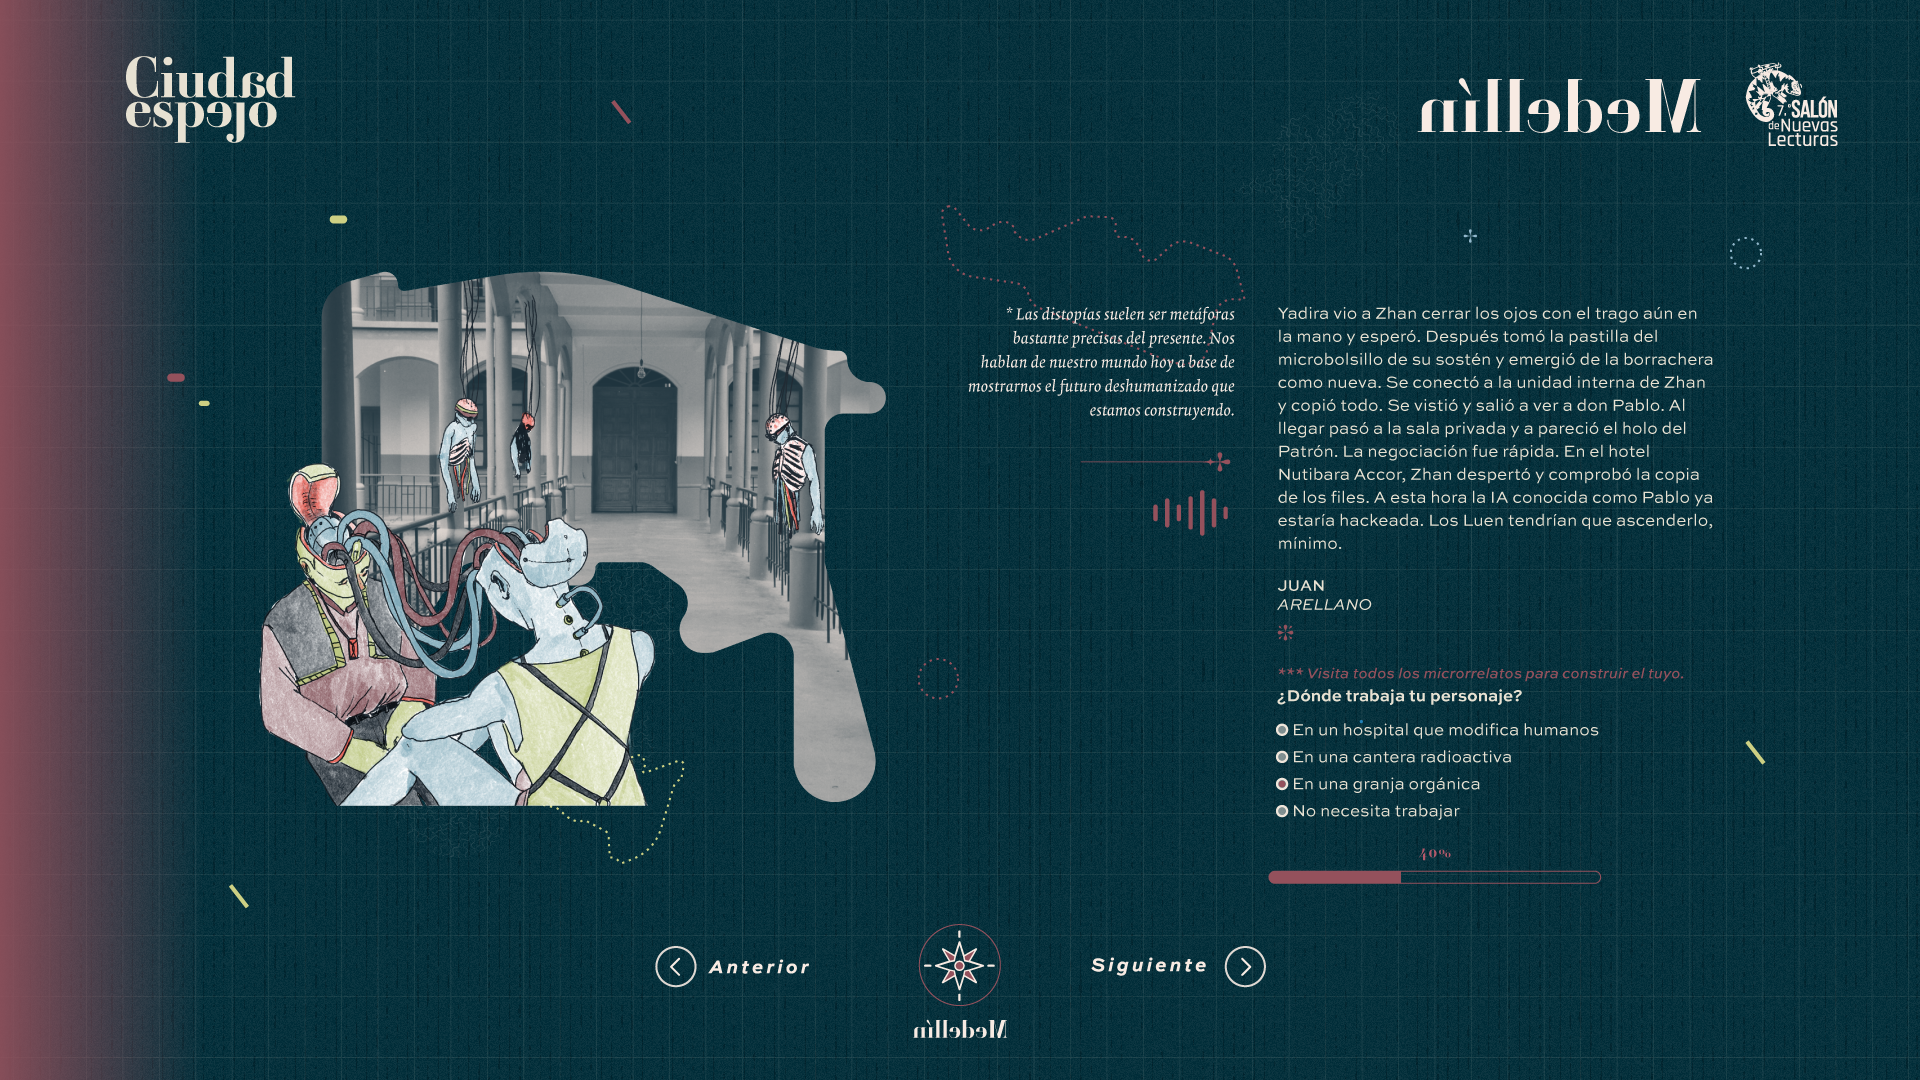 Ciudad
espejo
Medellín
7.º SALÓN
de Nuevas
Lecturas
* Las distopías suelen ser metáforas
bastante precisas del presente. Nos
hablan de nuestro mundo hoy a base de
mostrarnos el futuro deshumanizado que
estamos construyendo.
Yadira vio a Zhan cerrar los ojos con el trago aún en
la mano y esperó. Después tomó la pastilla del
microbolsillo de su sostén y emergió de la borrachera
como nueva. Se conectó a la unidad interna de Zhan
y copió todo. Se vistió y salió a ver a don Pablo. Al
llegar pasó a la sala privada y a pareció el holo del
Patrón. La negociación fue rápida. En el hotel
Nutibara Accor, Zhan despertó y comprobó la copia
de los files. A esta hora la IA conocida como Pablo ya
estaría hackeada. Los Luen tendrían que ascenderlo,
mínimo.
JUAN
ARELLANO
*** Visita todos los microrrelatos para construir el tuyo.
¿Dónde trabaja tu personaje?
En un hospital que modifica humanos
En una cantera radioactiva
En una granja orgánica
No necesita trabajar
40%
Anterior
Siguiente
Medellín